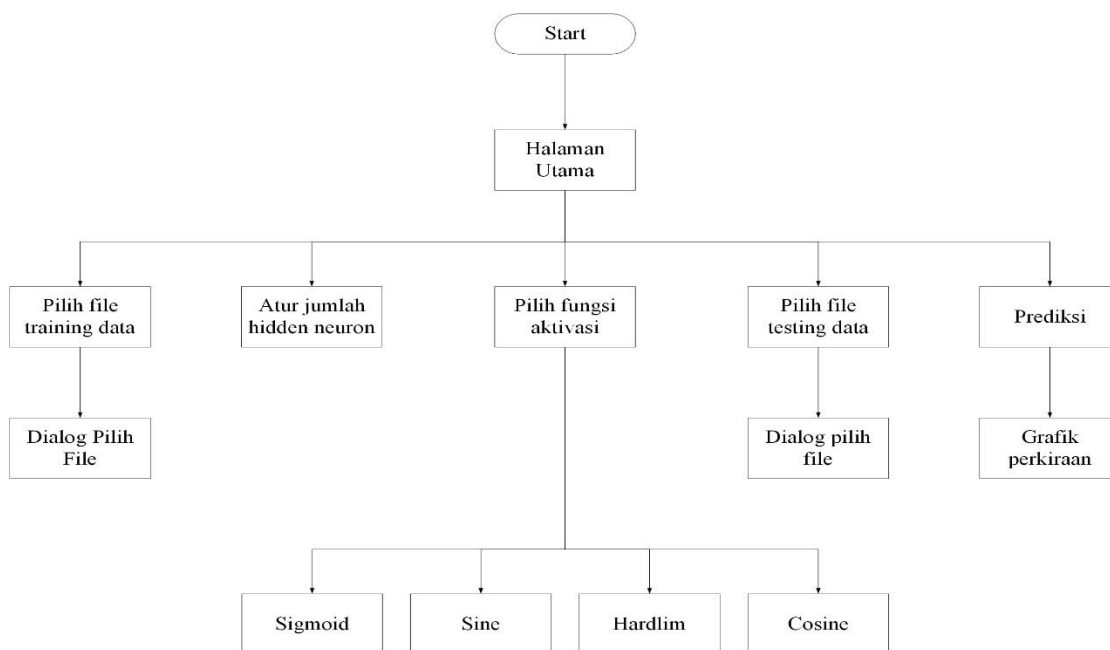 Start
Halaman
Utama
Pilih file
training data
Atur jumlah
hidden neuron
Pilih fungsi
aktivasi
Pilih file
testing data
Prediksi
Dialog Pilih
File
Dialog pilih
file
Grafik
perkiraan
Sigmoid
Sine
Hardlim
Cosine